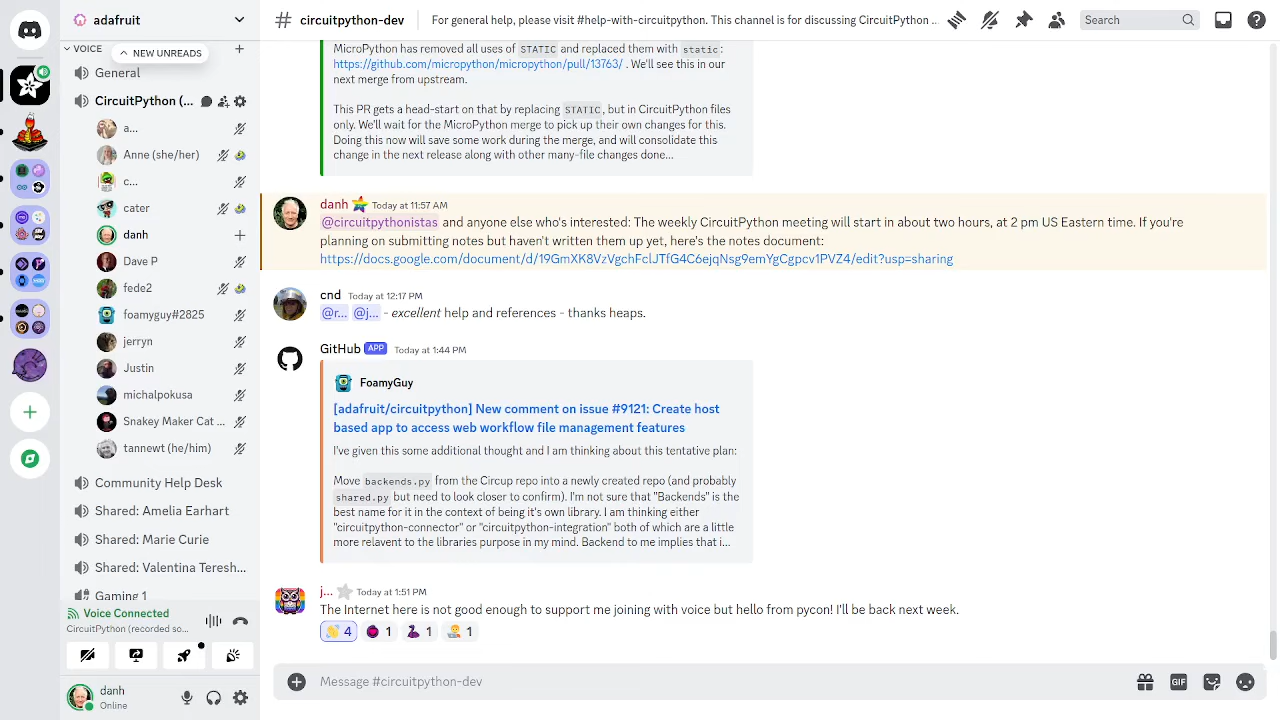 adafruit
# circuitpython-dev
For general help, please visit #help-with-circuitpython. This channel is for discussing CircuitPython ...
Search
VOICE
NEW UNREADS
General
CircuitPython (...
a...
Anne (she/her)
c...
cater
danh
Dave P
fede2
foamyguy#2825
jerryn
Justin
michalpokusa
Snakey Maker Cat ...
tannewt (he/him)
Community Help Desk
Shared: Amelia Earhart
Shared: Marie Curie
Shared: Valentina Teresh...
Gaming 1
Voice Connected
CircuitPython (recorded so...
danh
Online
MicroPython has removed all uses of STATIC and replaced them with static:
https://github.com/micropython/micropython/pull/13763/ . We'll see this in our
next merge from upstream.
This PR gets a head-start on that by replacing STATIC, but in CircuitPython files
only. We'll wait for the MicroPython merge to pick up their own changes for this.
Doing this now will save some work during the merge, and will consolidate this
change in the next release along with other many-file changes done...
danh Today at 11:57 AM
@circuitpythonistas and anyone else who's interested: The weekly CircuitPython meeting will start in about two hours, at 2 pm US Eastern time. If you're
planning on submitting notes but haven't written them up yet, here's the notes document:
https://docs.google.com/document/d/19GmXK8VzVgchFclJTfG4C6ejqNsg9emYgCgpcv1PVZ4/edit?usp=sharing
cnd Today at 12:17 PM
@r... @j... - excellent help and references - thanks heaps.
GitHub APP Today at 1:44 PM
FoamyGuy
[adafruit/circuitpython] New comment on issue #9121: Create host
based app to access web workflow file management features
I've given this some additional thought and I am thinking about this tentative plan:
Move backends.py from the Circup repo into a newly created repo (and probably
shared.py but need to look closer to confirm). I'm not sure that "Backends" is the
best name for it in the context of being it's own library. I am thinking either
"circuitpython-connector" or "circuitpython-integration" both of which are a little
more relavent to the libraries purpose in my mind. Backend to me implies that i...
j... Today at 1:51 PM
The Internet here is not good enough to support me joining with voice but hello from pycon! I'll be back next week.
4 1 1 1
Message #circuitpython-dev
GIF